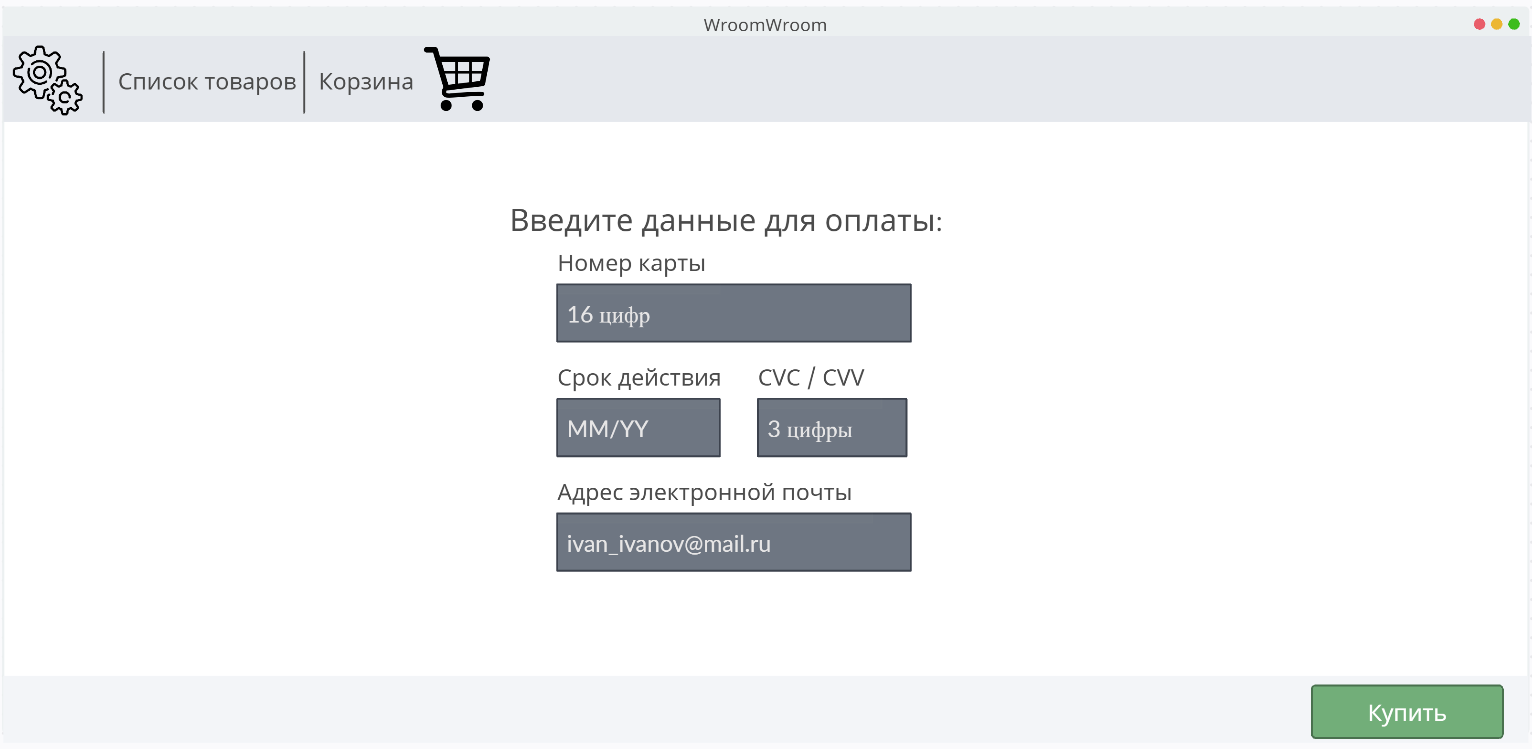 WroomWroom
Список товаров
Корзина
Введите данные для оплаты:
Номер карты
16 цифр
Срок действия
CVC / CVV
MM/YY
3 цифры
Адрес электронной почты
ivan_ivanov@mail.ru
Купить